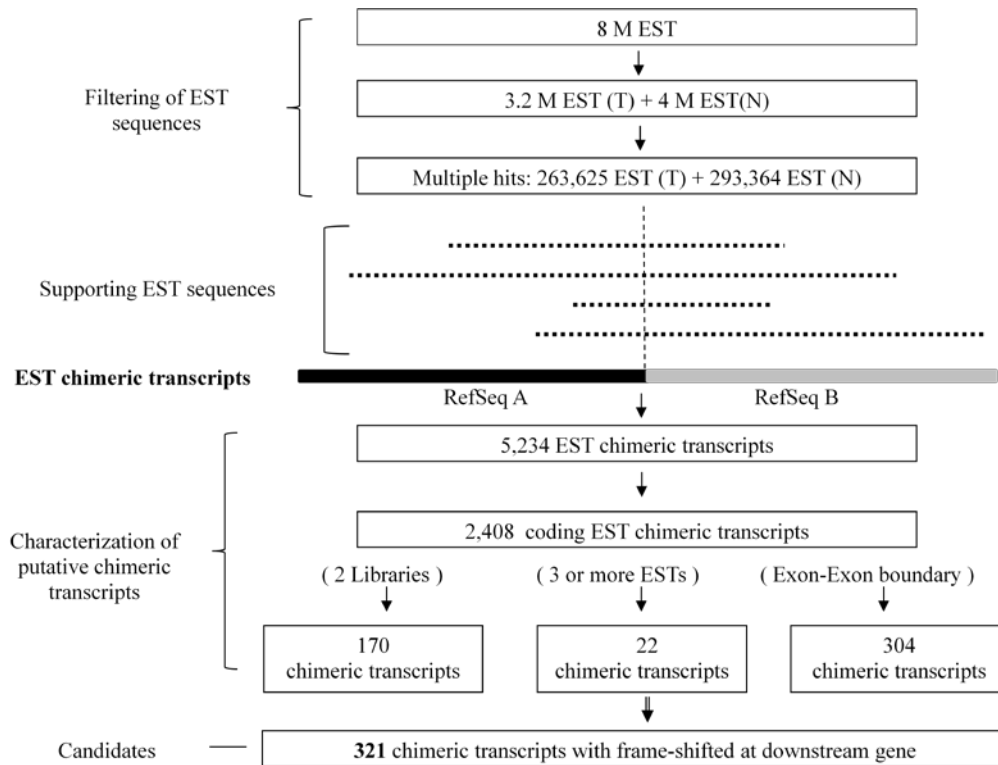 8 M EST
Filtering of EST
sequences
3.2 M EST (T) + 4 M EST(N)
Multiple hits: 263,625 EST (T) + 293,364 EST (N)
Supporting EST sequences
EST chimeric transcripts
RefSeq A
RefSeq B
5,234 EST chimeric transcripts
2,408 coding EST chimeric transcripts
Characterization of
putative chimeric
transcripts
( 2 Libraries )
( 3 or more ESTs )
( Exon-Exon boundary )
170
chimeric transcripts
22
chimeric transcripts
304
chimeric transcripts
Candidates
321 chimeric transcripts with frame-shifted at downstream gene